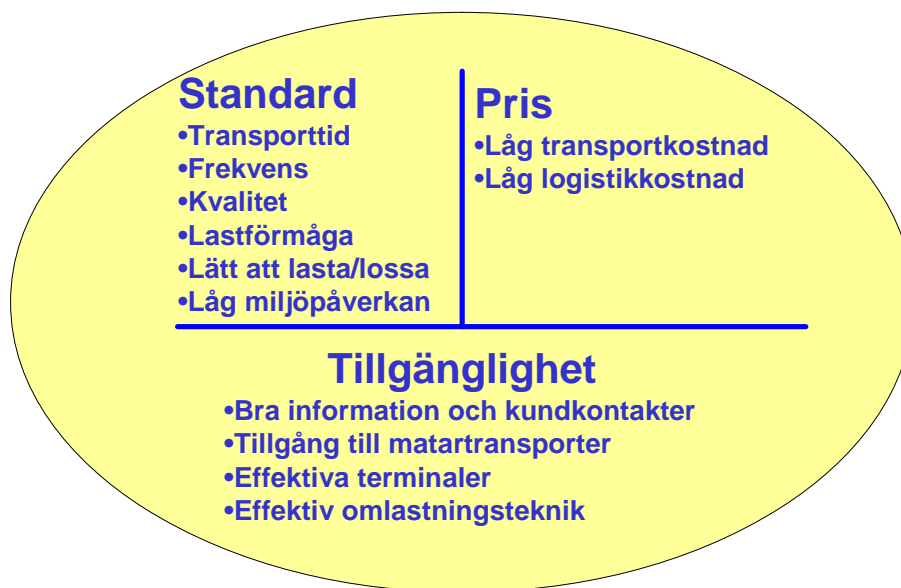 Standard
•Transporttid
•Frekvens
•Kvalitet
•Lastförmåga
•Lätt att lasta/lossa
•Låg miljöpåverkan
Pris
•Låg transportkostnad
•Låg logistikkostnad
Tillgänglighet
•Bra information och kundkontakter
•Tillgång till matartransporter
•Effektiva terminaler
•Effektiv omlastningsteknik